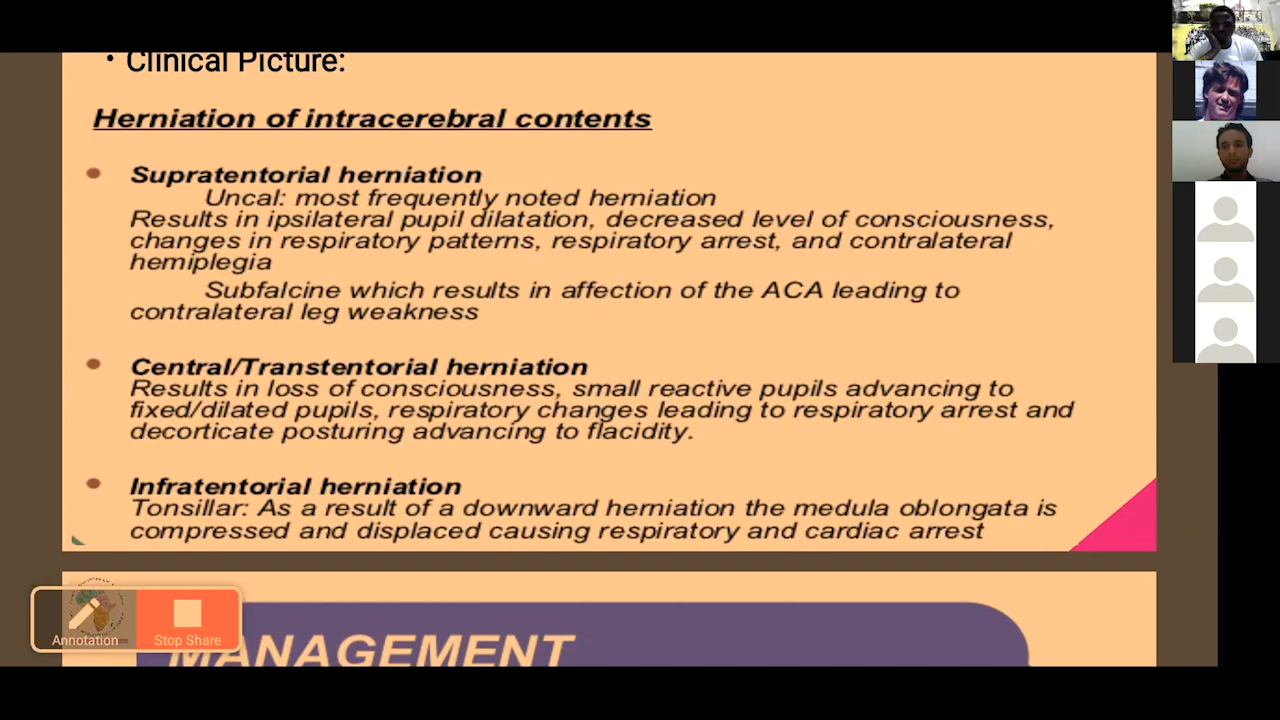 • Clinical Picture:
Herniation of intracerebral contents
Supratentorial herniation
Uncal: most frequently noted herniation
Results in ipsilateral pupil dilatation, decreased level of consciousness,
changes in respiratory patterns, respiratory arrest, and contralateral
hemiplegia
Subfalcine which results in affection of the ACA leading to
contralateral leg weakness
Central/Transtentorial herniation
Results in loss of consciousness, small reactive pupils advancing to
fixed/dilated pupils, respiratory changes leading to respiratory arrest and
decorticate posturing advancing to flacidity.
Infratentorial herniation
Tonsillar: As a result of a downward herniation the medula oblongata is
compressed and displaced causing respiratory and cardiac arrest
Annotation
Stop Share
MANAGEMENT